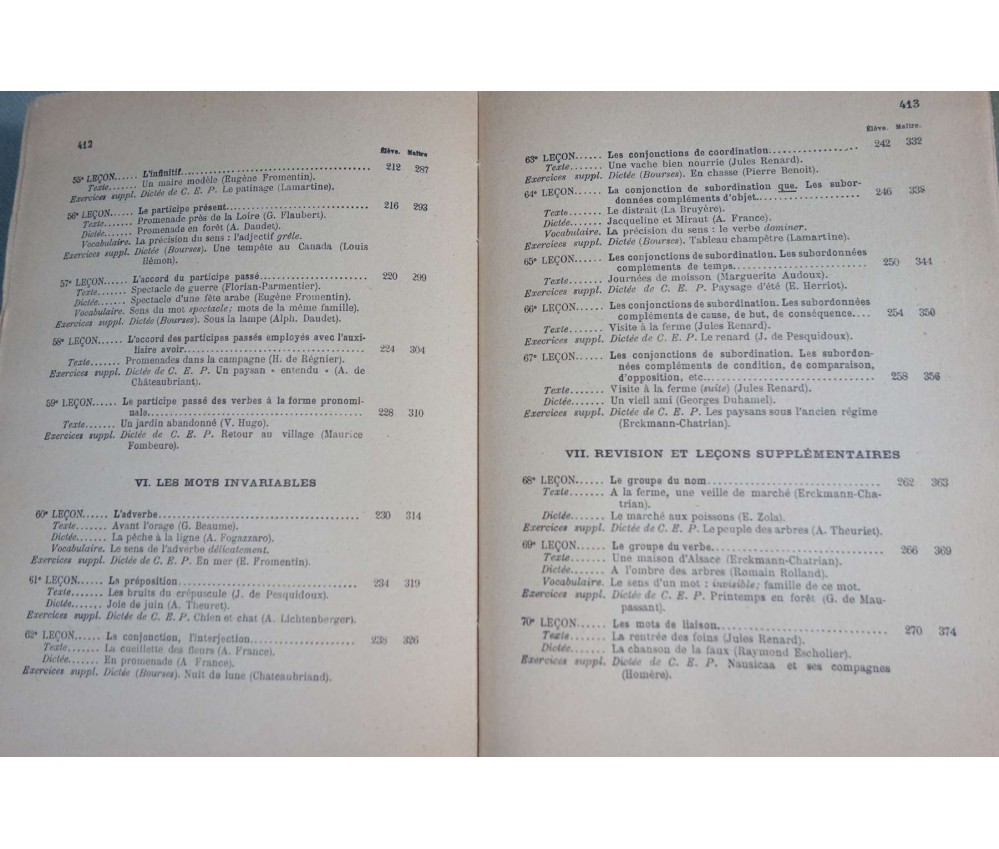 412
Élève. Maître
55e LEÇON...... L'infinitif 212 287
Texte....... Un maire modèle (Eugène Fromentin).
Exercices suppl. Dictée de C. E. P. Le patinage (Lamartine).
56e LEÇON...... Le participe présent 216 293
Texte....... Promenade près de la Loire (G. Flaubert).
Dictée....... Promenade en forêt (A. Daudet).
Vocabulaire. La précision du sens : l'adjectif grêle.
Exercices suppl. Dictée (Bourses). Une tempête au Canada (Louis
Hémon).
57e LEÇON...... L'accord du participe passé 220 299
Texte....... Spectacle de guerre (Florian-Parmentier).
Dictée....... Spectacle d'une fête arabe (Eugène Fromentin).
Vocabulaire. Sens du mot spectacle; mots de la même famille.
Exercices suppl. Dictée (Bourses). Sous la lampe (Alph. Daudet).
58e LEÇON...... L'accord des participes passés employés avec l'auxi-
liaire avoir 224 304
Texte....... Promenades dans la campagne (H. de Régnier).
Exercices suppl. Dictée de C. E. P. Un paysan « entendu » (A. de
Châteaubriant).
59e LEÇON...... Le participe passé des verbes à la forme pronomi-
nale 228 310
Texte....... Un jardin abandonné (V. Hugo).
Exercices suppl. Dictée de C. E. P. Retour au village (Maurice
Fombeure).
VI. LES MOTS INVARIABLES
60e LEÇON...... L'adverbe 230 314
Texte....... Avant l'orage (G. Beaume).
Dictée....... La pêche à la ligne (A. Fogazzaro).
Vocabulaire. Le sens de l'adverbe délicatement.
Exercices suppl. Dictée de C. E. P. En mer (E. Fromentin).
61e LEÇON...... La préposition 234 319
Texte....... Les bruits du crépuscule (J. de Pesquidoux).
Dictée....... Joie de juin (A. Theuret).
Exercices suppl. Dictée de C. E. P. Chien et chat (A. Lichtenberger).
62e LEÇON...... La conjonction, l'interjection 238 326
Texte....... La cueillette des fleurs (A. France).
Dictée....... En promenade (A France).
Exercices suppl. Dictée (Bourses). Nuit de lune (Chateaubriand).
413
Élève. Maître.
63e LEÇON...... Les conjonctions de coordination 242 332
Texte....... Une vache bien nourrie (Jules Renard).
Exercices suppl. Dictée (Bourses). En chasse (Pierre Benoit).
64e LEÇON...... La conjonction de subordination que. Les subor-
données compléments d'objet 246 338
Texte....... Le distrait (La Bruyère).
Dictée....... Jacqueline et Miraut (A. France).
Vocabulaire. La précision du sens : le verbe dominer.
Exercices suppl. Dictée (Bourses). Tableau champêtre (Lamartine).
65e LEÇON...... Les conjonctions de subordination. Les subordonnées
compléments de temps 250 344
Texte....... Journées de moisson (Marguerite Audoux).
Exercices suppl. Dictée de C. E. P. Paysage d'été (E. Herriot).
66e LEÇON...... Les conjonctions de subordination. Les subordonnées
compléments de cause, de but, de conséquence.... 254 350
Texte....... Visite à la ferme (Jules Renard).
Exercices suppl. Dictée de C. E. P. Le renard (J. de Pesquidoux).
67e LEÇON...... Les conjonctions de subordination. Les subordon-
nées compléments de condition, de comparaison,
d'opposition, etc. 258 356
Texte....... Visite à la ferme (suite) (Jules Renard).
Dictée....... Un vieil ami (Georges Duhamel).
Exercices suppl. Dictée de C. E. P. Les paysans sous l'ancien régime
(Erckmann-Chatrian).
VII. REVISION ET LEÇONS SUPPLÉMENTAIRES
68e LEÇON...... Le groupe du nom 262 363
Texte....... A la ferme, une veille de marché (Erckmann-Cha-
trian).
Dictée....... Le marché aux poissons (E. Zola).
Exercices suppl. Dictée de C. E. P. Le peuple des arbres (A. Theuriet).
69e LEÇON...... Le groupe du verbe 266 369
Texte....... Une maison d'Alsace (Erckmann-Chatrian).
Dictée....... A l'ombre des arbres (Romain Rolland).
Vocabulaire. Le sens d'un mot : invisible; famille de ce mot.
Exercices suppl. Dictée de C. E. P. Printemps en forêt (G. de Mau-
passant).
70e LEÇON...... Les mots de liaison 270 374
Texte....... La rentrée des foins (Jules Renard).
Dictée....... La chanson de la faux (Raymond Escholier).
Exercices suppl. Dictée de C. E. P. Nausicaa et ses compagnes
(Homère).